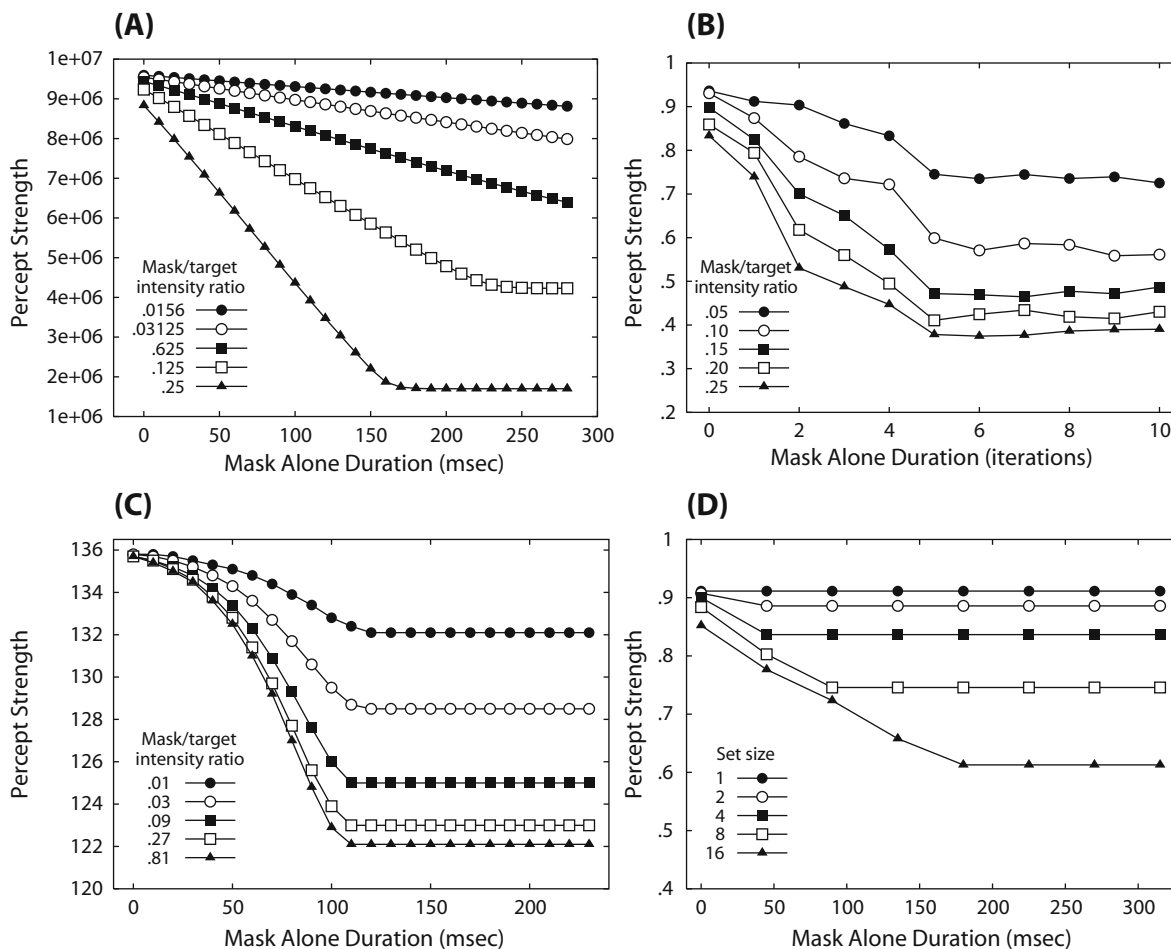 (A)
Percept Strength
1e+07
9e+06
8e+06
7e+06
6e+06
5e+06
4e+06
3e+06
2e+06
1e+06
Mask/target
intensity ratio
.0156
.03125
.625
.125
.25
0 50 100 150 200 250 300
Mask Alone Duration (msec)
(B)
Percept Strength
1
.9
.8
.7
.6
.5
.4
.3
.2
Mask/target
intensity ratio
.05
.10
.15
.20
.25
0 2 4 6 8 10
Mask Alone Duration (iterations)
(C)
Percept Strength
136
134
132
130
128
126
124
122
120
Mask/target
intensity ratio
.01
.03
.09
.27
.81
0 50 100 150 200
Mask Alone Duration (msec)
(D)
Percept Strength
1
.9
.8
.7
.6
.5
.4
Set size
1
2
4
8
16
0 50 100 150 200 250 300
Mask Alone Duration (msec)